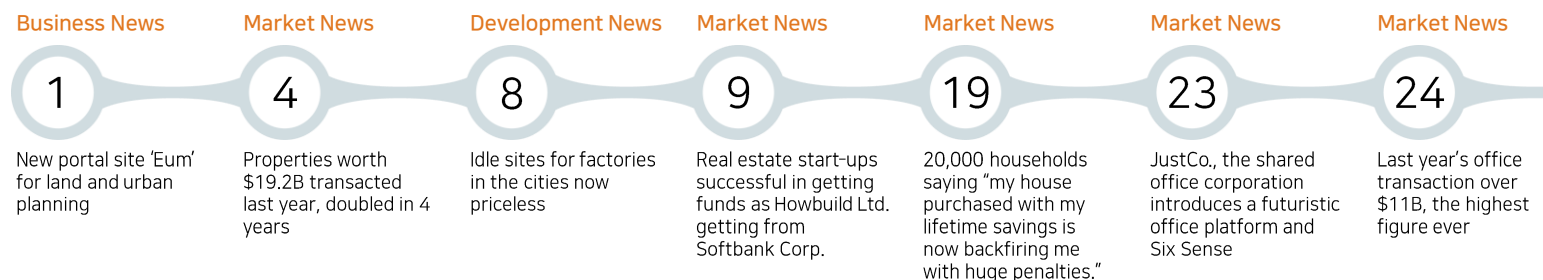 Business News
1
New portal site ‘Eum’
for land and urban
planning
Market News
4
Properties worth
$19.2B transacted
last year, doubled in 4
years
Development News
8
Idle sites for factories
in the cities now
priceless
Market News
9
Real estate start-ups
successful in getting
funds as Howbuild Ltd.
getting from
Softbank Corp.
Market News
19
20,000 households
saying “my house
purchased with my
lifetime savings is
now backfiring me
with huge penalties.”
Market News
23
JustCo., the shared
office corporation
introduces a futuristic
office platform and
Six Sense
Market News
24
Last year’s office
transaction over
$11B, the highest
figure ever